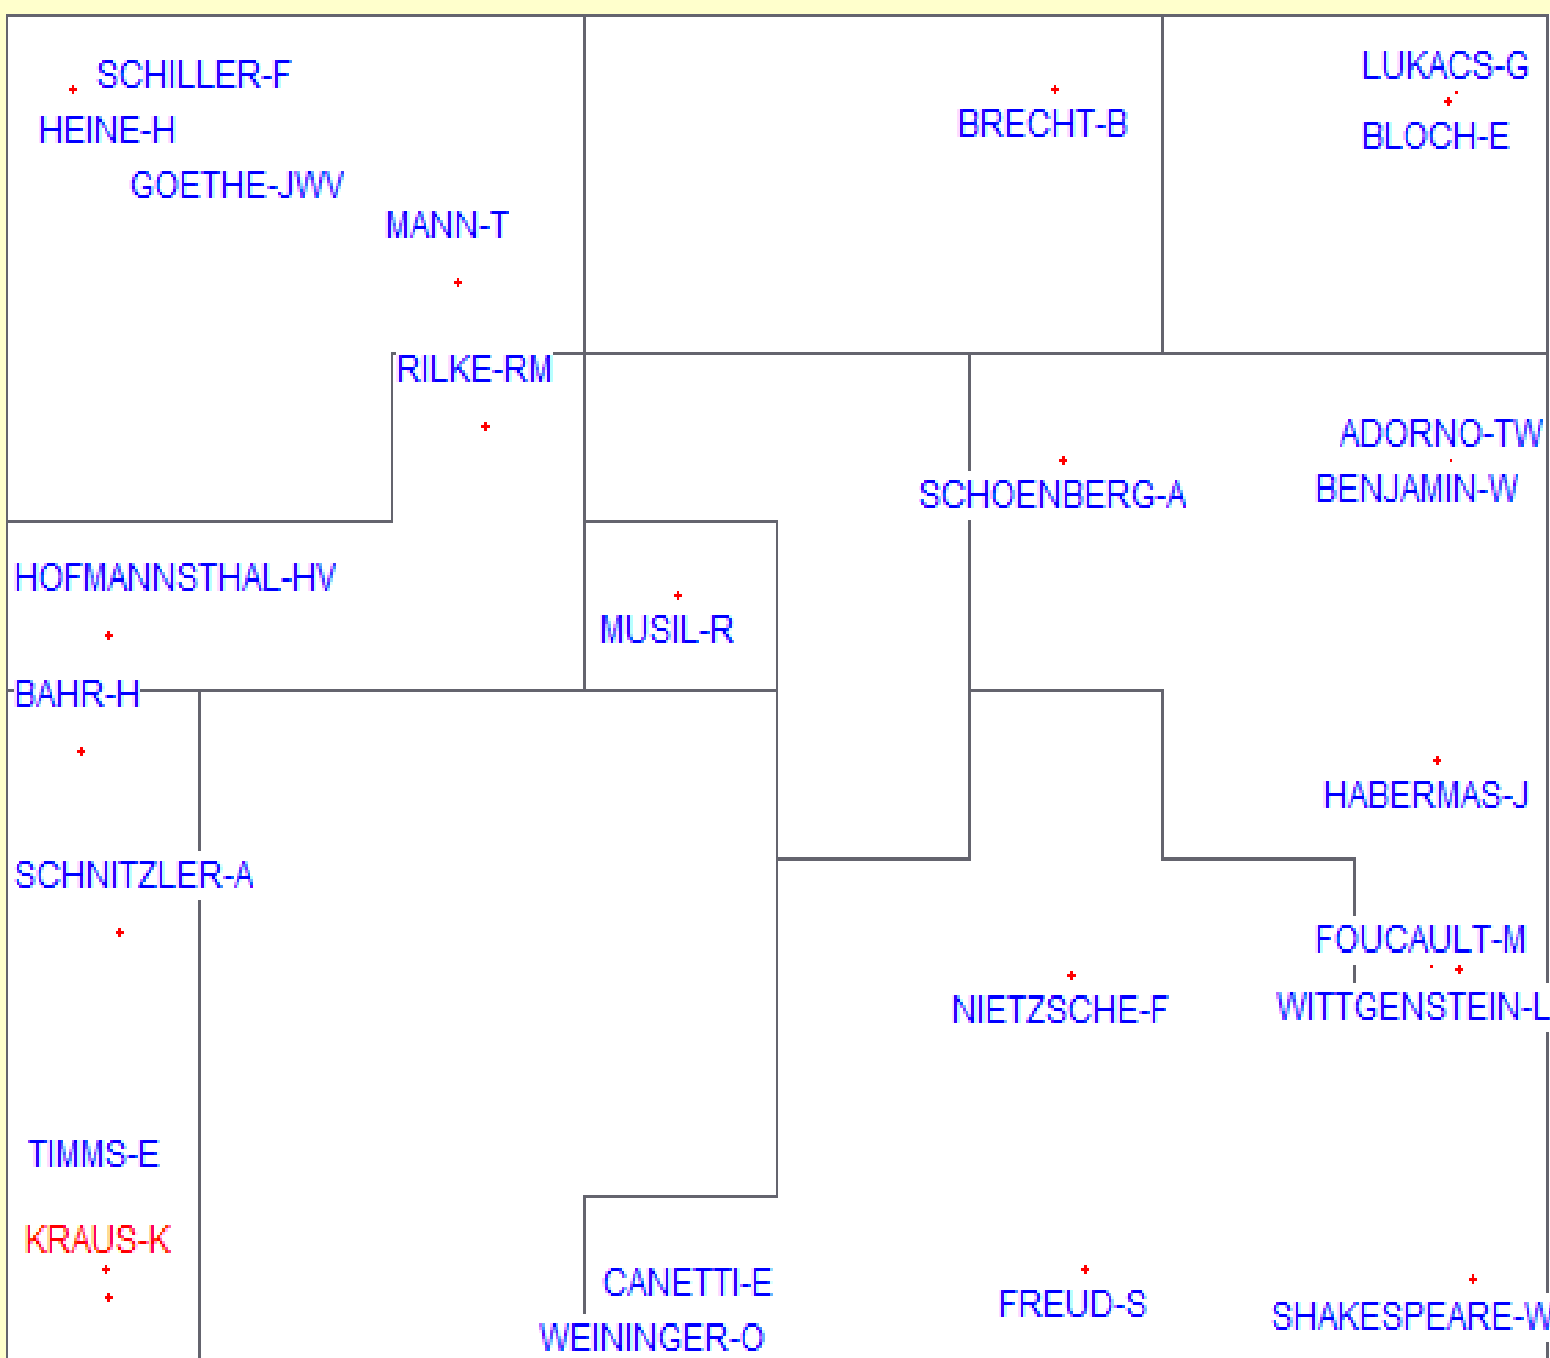 SCHILLER-F
LUKACS-G
HEINE-H
BRECHT-B
BLOCH-E
GOETHE-JWV
MANN-T
RILKE-RM
ADORNO-TW
SCHOENBERG-A
BENJAMIN-W
HOFMANNSTHAL-HV
MUSIL-R
BAHR-H
HABERMAS-J
SCHNITZLER-A
FOUCAULT-M
NIETZSCHE-F
WITTGENSTEIN-L
TIMMS-E
KRAUS-K
CANETTI-E
FREUD-S
SHAKESPEARE-W
WEININGER-O